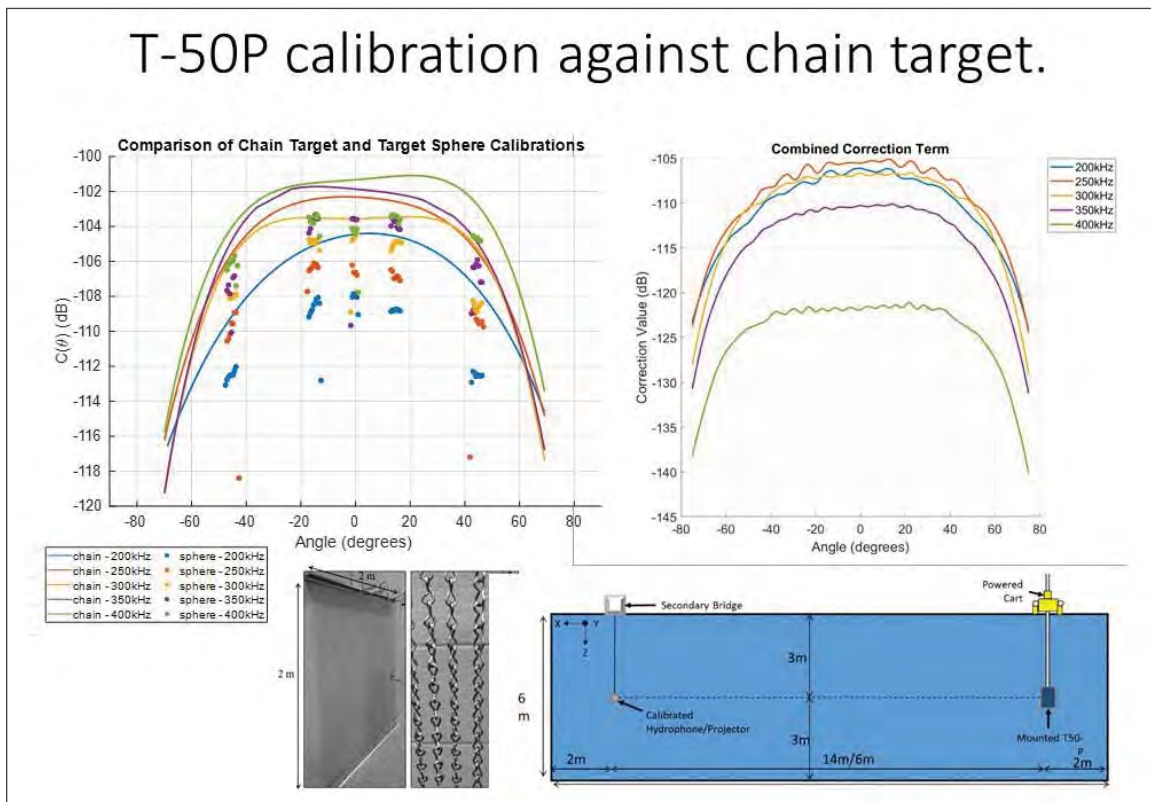 T-50P calibration against chain target.
Comparison of Chain Target and Target Sphere Calibrations
-100
-102
-104
-106
-108
-110
-112
-114
-116
-118
-120
C(θ) (dB)
-80 -60 -40 -20 0 20 40 60 80
Angle (degrees)
chain - 200kHz sphere - 200kHz
chain - 250kHz sphere - 250kHz
chain - 300kHz sphere - 300kHz
chain - 350kHz sphere - 350kHz
chain - 400kHz sphere - 400kHz
Combined Correction Term
-105
-110
-115
-120
-125
-130
-135
-140
-145
Correction Value (dB)
-80 -60 -40 -20 0 20 40 60 80
Angle (degrees)
200kHz
250kHz
300kHz
350kHz
400kHz
2 m
2 m
Secondary Bridge
Powered
Cart
X Y
Z
3m
6
m
Calibrated
Hydrophone/Projector
3m
Mounted T50-
P
2m
14m/6m
2m